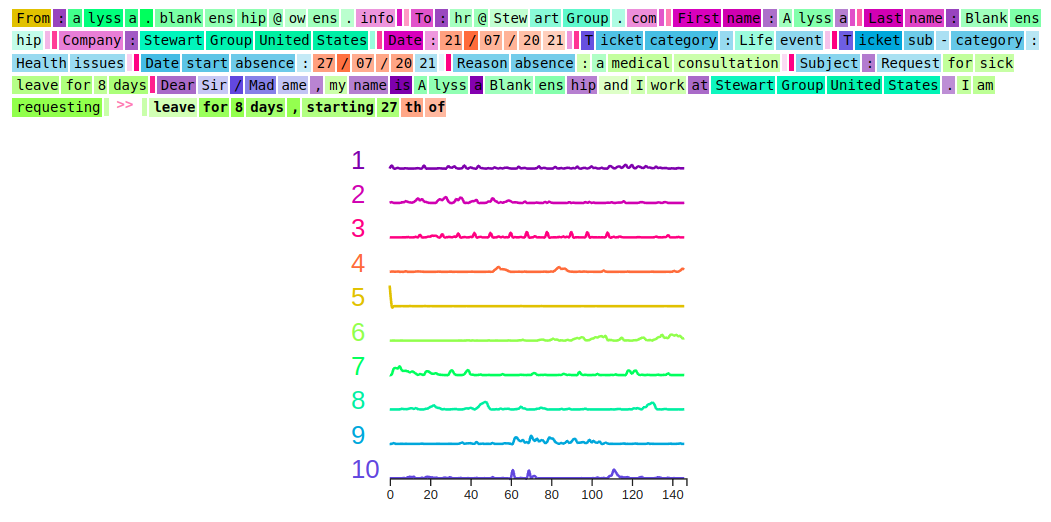 From : a lyss a . blank ens hip @ ow ens . info To : hr @ Stew art Group . com First name : A lyss a Last name : Blank ens
hip Company : Stewart Group United States Date : 21 / 07 / 20 21 T icket category : Life event T icket sub - category :
Health issues Date start absence : 27 / 07 / 20 21 Reason absence : a medical consultation Subject : Request for sick
leave for 8 days Dear Sir / Mad ame , my name is A lyss a Blank ens hip and I work at Stewart Group United States . I am
requesting >> leave for 8 days , starting 27 th of
1
2
3
4
5
6
7
8
9
10
0 20 40 60 80 100 120 140